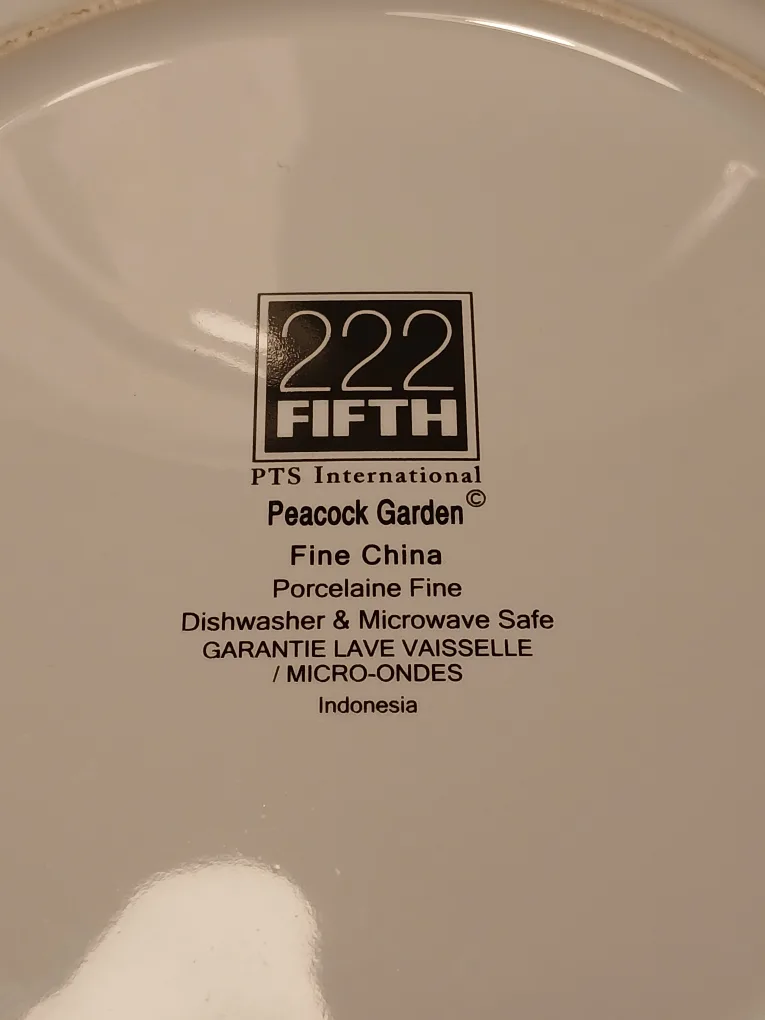 222
FIFTH
PTS International
Peacock Garden©
Fine China
Porcelaine Fine
Dishwasher & Microwave Safe
GARANTIE LAVE VAISSELLE
/ MICRO-ONDES
Indonesia